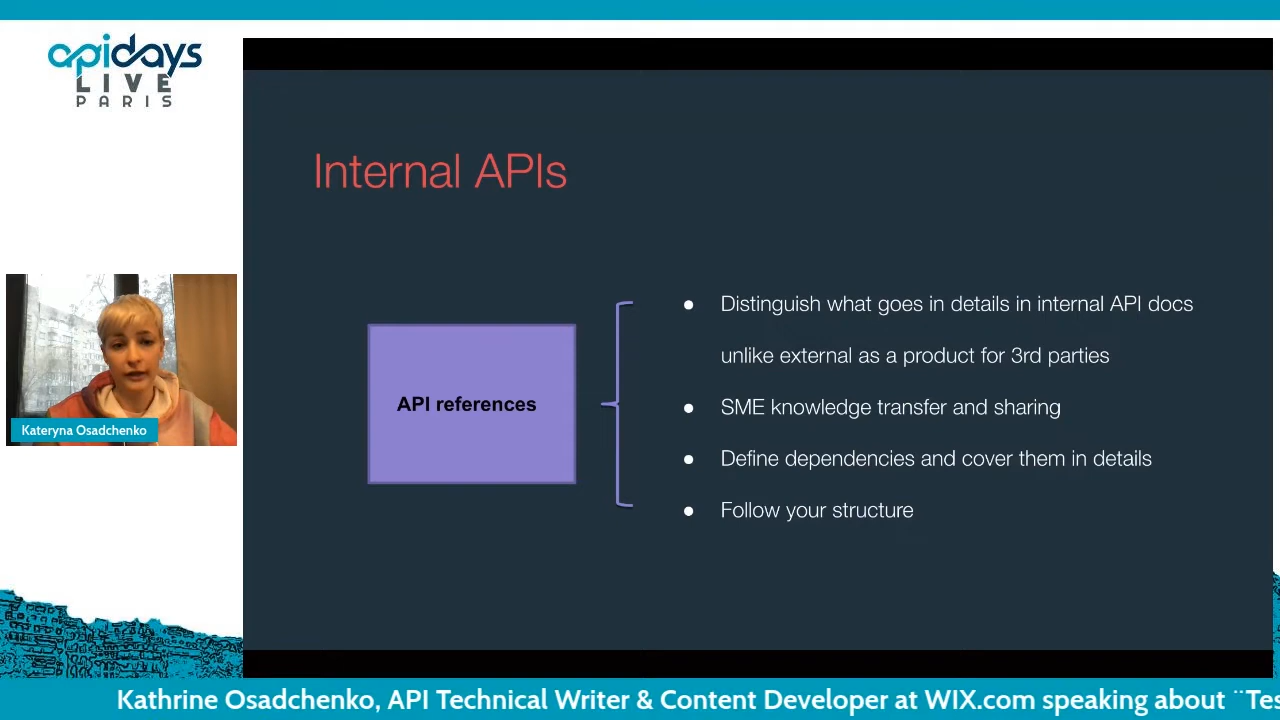 apidays
LIVE
PARIS
Internal APIs
API references
● Distinguish what goes in details in internal API docs
unlike external as a product for 3rd parties
● SME knowledge transfer and sharing
● Define dependencies and cover them in details
● Follow your structure
Kateryna Osadchenko
Kathrine Osadchenko, API Technical Writer & Content Developer at WIX.com speaking about ¨Tes